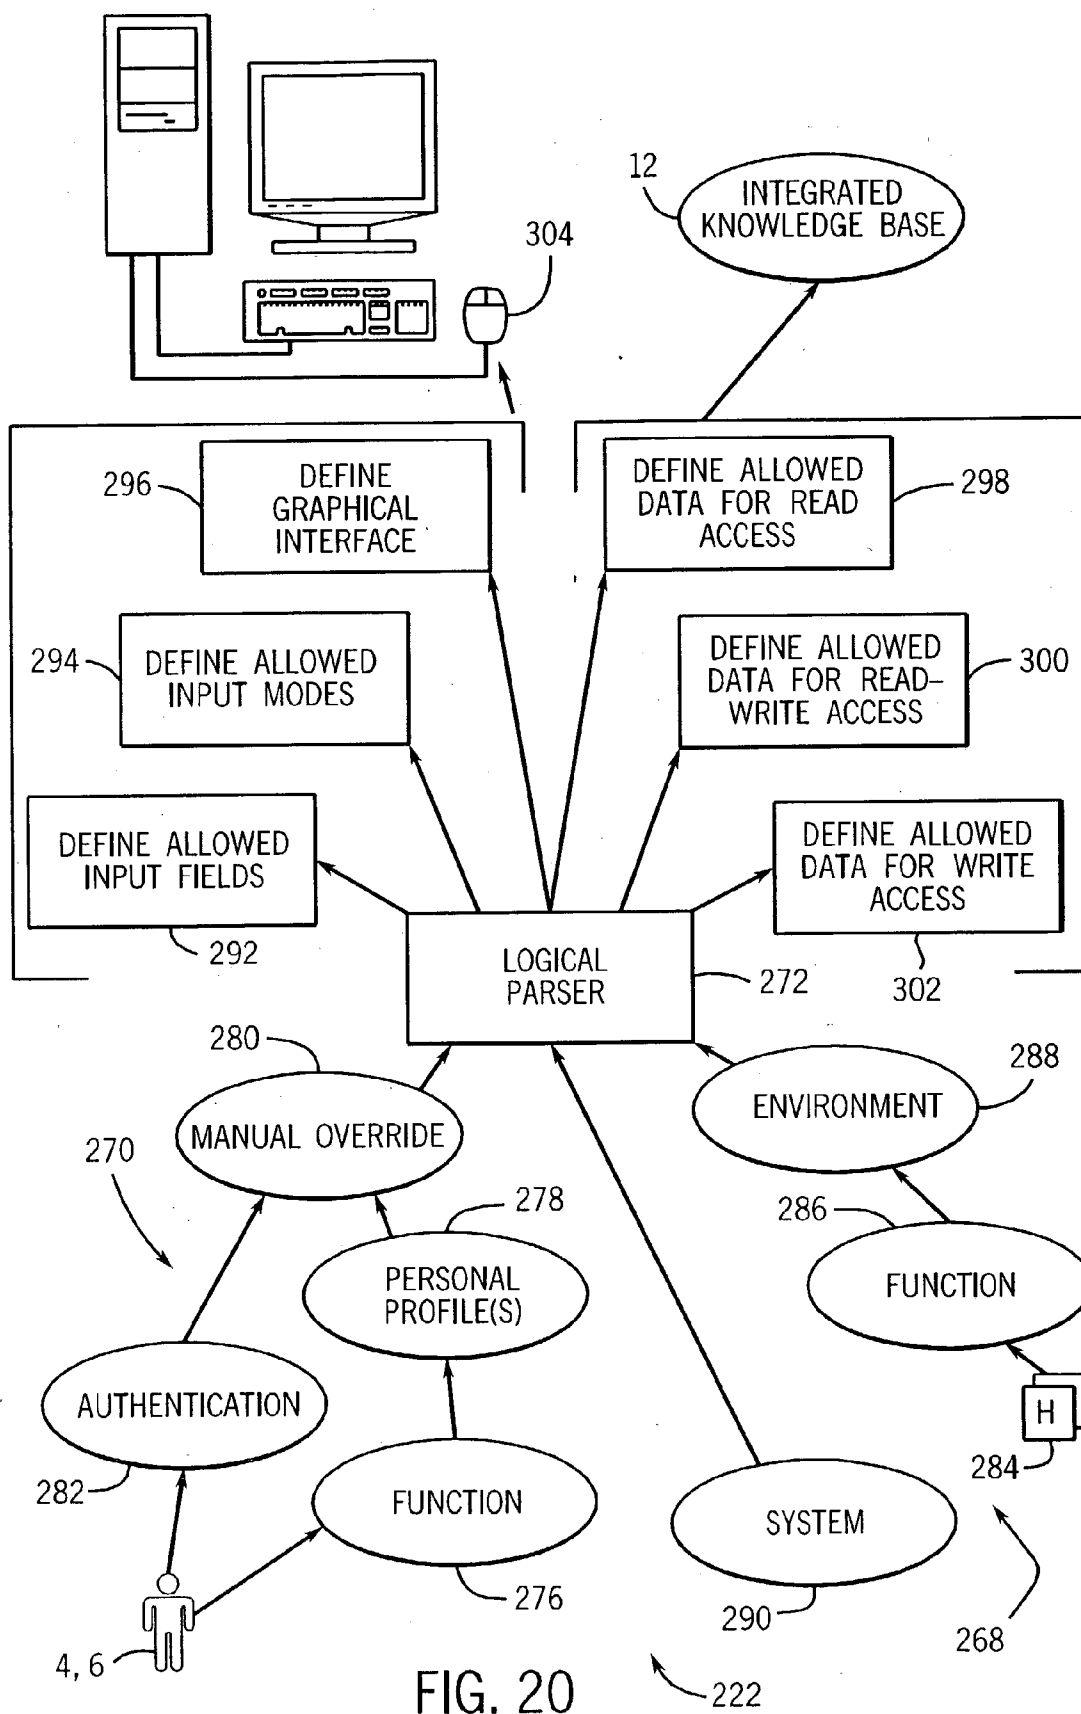 12
INTEGRATED
KNOWLEDGE BASE
304
296
DEFINE
GRAPHICAL
INTERFACE
DEFINE ALLOWED
DATA FOR READ
ACCESS
298
294
DEFINE ALLOWED
INPUT MODES
DEFINE ALLOWED
DATA FOR READ–
WRITE ACCESS
300
DEFINE ALLOWED
INPUT FIELDS
292
DEFINE ALLOWED
DATA FOR WRITE
ACCESS
302
LOGICAL
PARSER
272
280
MANUAL OVERRIDE
ENVIRONMENT
288
270
278
PERSONAL
PROFILE(S)
286
FUNCTION
AUTHENTICATION
282
H
284
FUNCTION
276
SYSTEM
290
268
4, 6
222
FIG. 20